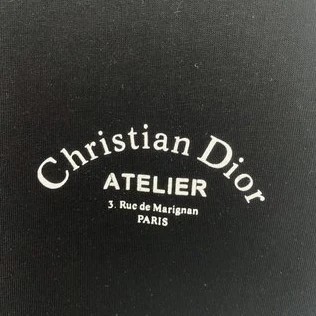 Christian Dior
ATELIER
3. Rue de Marignan
PARIS